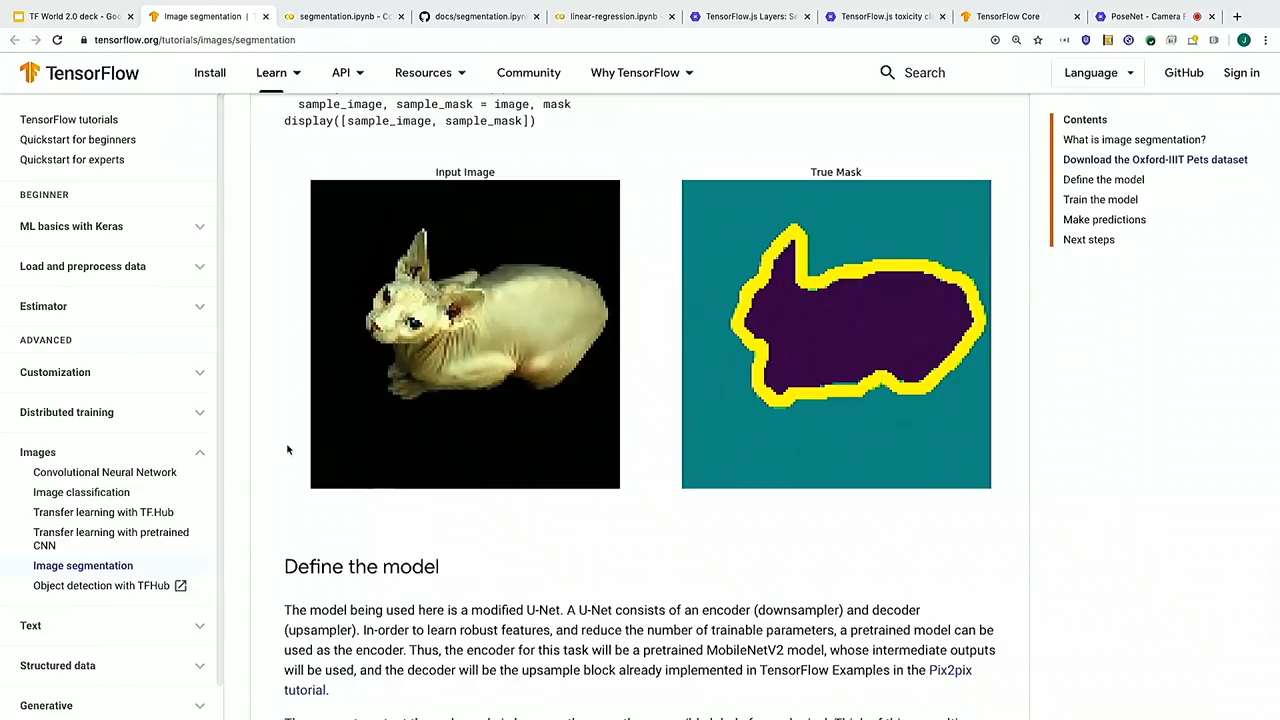 TF World 2.0 deck - Goo
Image segmentation | T
segmentation.ipynb - Co
docs/segmentation.ipyn
linear-regression.ipynb -
TensorFlow.js Layers: Se
TensorFlow.js toxicity cl
TensorFlow Core
PoseNet - Camera F
tensorflow.org/tutorials/images/segmentation
TensorFlow
Install
Learn
API
Resources
Community
Why TensorFlow
Search
Language
GitHub
Sign in
TensorFlow tutorials
Quickstart for beginners
Quickstart for experts
BEGINNER
ML basics with Keras
Load and preprocess data
Estimator
ADVANCED
Customization
Distributed training
Images
Convolutional Neural Network
Image classification
Transfer learning with TF.Hub
Transfer learning with pretrained
CNN
Image segmentation
Object detection with TFHub
Text
Structured data
Generative
sample_image, sample_mask = image, mask
display([sample_image, sample_mask])
Input Image
True Mask
Define the model
The model being used here is a modified U-Net. A U-Net consists of an encoder (downsampler) and decoder
(upsampler). In-order to learn robust features, and reduce the number of trainable parameters, a pretrained model can be
used as the encoder. Thus, the encoder for this task will be a pretrained MobileNetV2 model, whose intermediate outputs
will be used, and the decoder will be the upsample block already implemented in TensorFlow Examples in the Pix2pix
tutorial.
Contents
What is image segmentation?
Download the Oxford-IIIT Pets dataset
Define the model
Train the model
Make predictions
Next steps